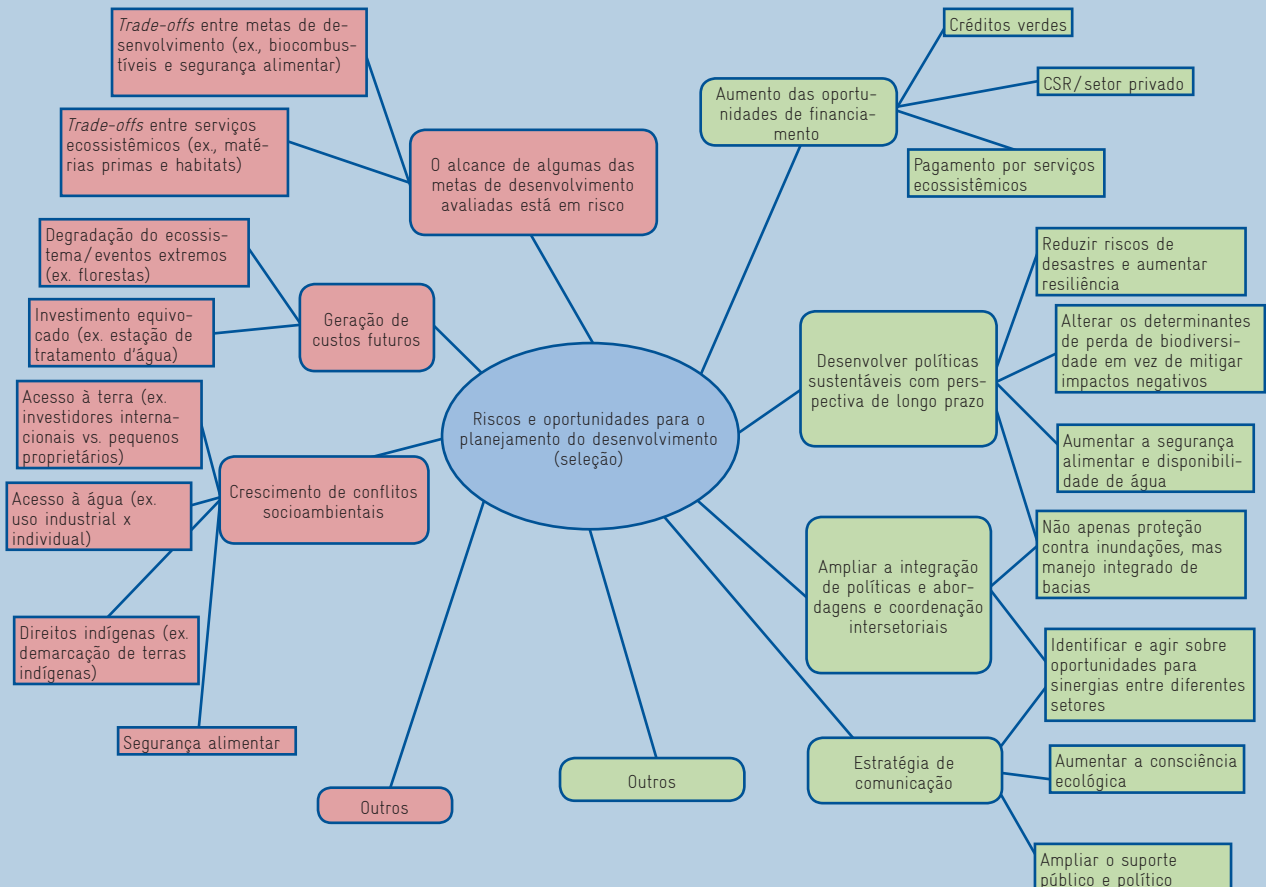 Trade-offs entre metas de de-
senvolvimento (ex., biocombus-
tíveis e segurança alimentar)
Trade-offs entre serviços
ecossistêmicos (ex., maté-
rias primas e habitats)
O alcance de algumas das
metas de desenvolvimento
avaliadas está em risco
Degradação do ecossis-
tema/eventos extremos
(ex. florestas)
Investimento equivo-
cado (ex. estação de
tratamento d'água)
Geração de
custos futuros
Acesso à terra (ex.
investidores interna-
cionais vs. pequenos
proprietários)
Acesso à água (ex.
uso industrial x
individual)
Crescimento de conflitos
socioambientais
Direitos indígenas (ex.
demarcação de terras
indígenas)
Segurança alimentar
Outros
Riscos e oportunidades para o
planejamento do desenvolvimento
(seleção)
Outros
Aumento das oportu-
nidades de financia-
mento
Créditos verdes
CSR/setor privado
Pagamento por serviços
ecossistêmicos
Desenvolver políticas
sustentáveis com pers-
pectiva de longo prazo
Reduzir riscos de
desastres e aumentar
resiliência
Alterar os determinantes
de perda de biodiversi-
dade em vez de mitigar
impactos negativos
Aumentar a segurança
alimentar e disponibili-
dade de água
Não apenas proteção
contra inundações, mas
manejo integrado de
bacias
Ampliar a integração
de políticas e abor-
dagens e coordenação
intersetoriais
Identificar e agir sobre
oportunidades para
sinergias entre diferentes
setores
Estratégia de
comunicação
Aumentar a consciência
ecológica
Ampliar o suporte
público e político